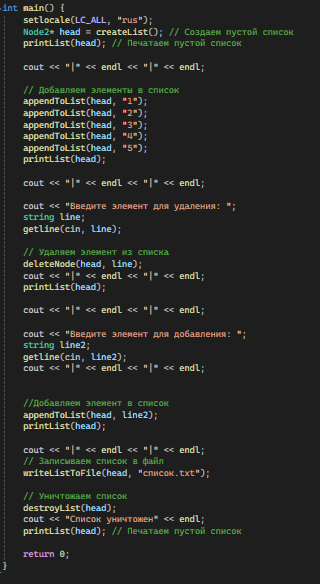 int main() {
setlocale(LC_ALL, "rus");
Node2* head = createList(); // Создаем пустой список
printList(head); // Печатаем пустой список
cout << "|" << endl << "|" << endl;
// Добавляем элементы в список
appendToList(head, "1");
appendToList(head, "2");
appendToList(head, "3");
appendToList(head, "4");
appendToList(head, "5");
printList(head);
cout << "|" << endl << "|" << endl;
cout << "Введите элемент для удаления: ";
string line;
getline(cin, line);
// Удаляем элемент из списка
deleteNode(head, line);
cout << "|" << endl << "|" << endl;
printList(head);
cout << "|" << endl << "|" << endl;
cout << "Введите элемент для добавления: ";
string line2;
getline(cin, line2);
cout << "|" << endl << "|" << endl;
//Добавляем элемент в список
appendToList(head, line2);
printList(head);
cout << "|" << endl << "|" << endl;
// Записываем список в файл
writeListToFile(head, "список.txt");
// Уничтожаем список
destroyList(head);
cout << "Список уничтожен" << endl;
printList(head); // Печатаем пустой список
return 0;
}